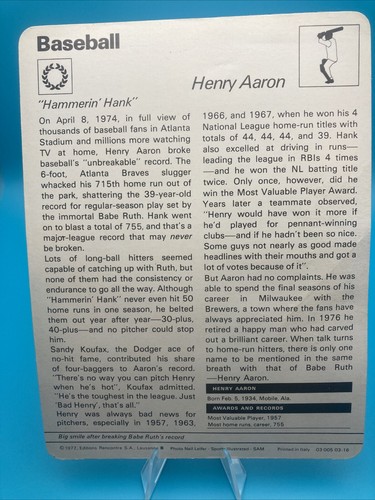 Baseball
Henry Aaron
"Hammerin' Hank"
On April 8, 1974, in full view of
thousands of baseball fans in Atlanta
Stadium and millions more watching
TV at home, Henry Aaron broke
baseball's "unbreakable" record. The
6-foot, Atlanta Braves slugger
whacked his 715th home run out of
the park, shattering the 39-year-old
record for regular-season play set by
the immortal Babe Ruth. Hank went
on to blast a total of 755, and that's a
major-league record that may never
be broken.
Lots of long-ball hitters seemed
capable of catching up with Ruth, but
none of them had the consistency or
endurance to go all the way. Although
"Hammerin' Hank" never even hit 50
home runs in one season, he belted
them out year after year—30-plus,
40-plus—and no pitcher could stop
him.
Sandy Koufax, the Dodger ace of
no-hit fame, contributed his share
of four-baggers to Aaron's record.
"There's no way you can pitch Henry
when he's hot", Koufax admitted.
"He's the toughest in the league. Just
'Bad Henry', that's all."
Henry was always bad news for
pitchers, but especially in 1957, 1963,
1966, and 1967, when he won his 4
National League home-run titles with
totals of 44, 44, 44, and 39. Hank
also excelled at driving in runs—
leading the league in RBIs 4 times
—and he won the NL batting title
twice. Only once, however, did he
win the Most Valuable Player Award.
Years later a teammate observed,
"Henry would have won it more if
he'd played for pennant-winning
clubs—and if he hadn't been so nice.
Some guys not nearly as good made
headlines with their mouths and got a
lot of votes because of it".
But Aaron had no complaints. He was
able to spend the final seasons of his
career in Milwaukee with the
Brewers, a town where the fans have
always appreciated him. In 1976 he
retired a happy man who had carved
out a brilliant career. When talk turns
to home-run hitters, there is only one
name to be mentioned in the same
breath with that of Babe Ruth
—Henry Aaron.
HENRY AARON
Born Feb. 5, 1934, Mobile, Ala.
AWARDS AND RECORDS
Most Valuable Player, 1957
Most home runs, career, 755
Big smile after breaking Babe Ruth's record
© 1977, Editions Rencontre S.A., Lausanne Photo Neil Leifer - Sports Illustrated - EAM Printed in Italy 03 005 03 16